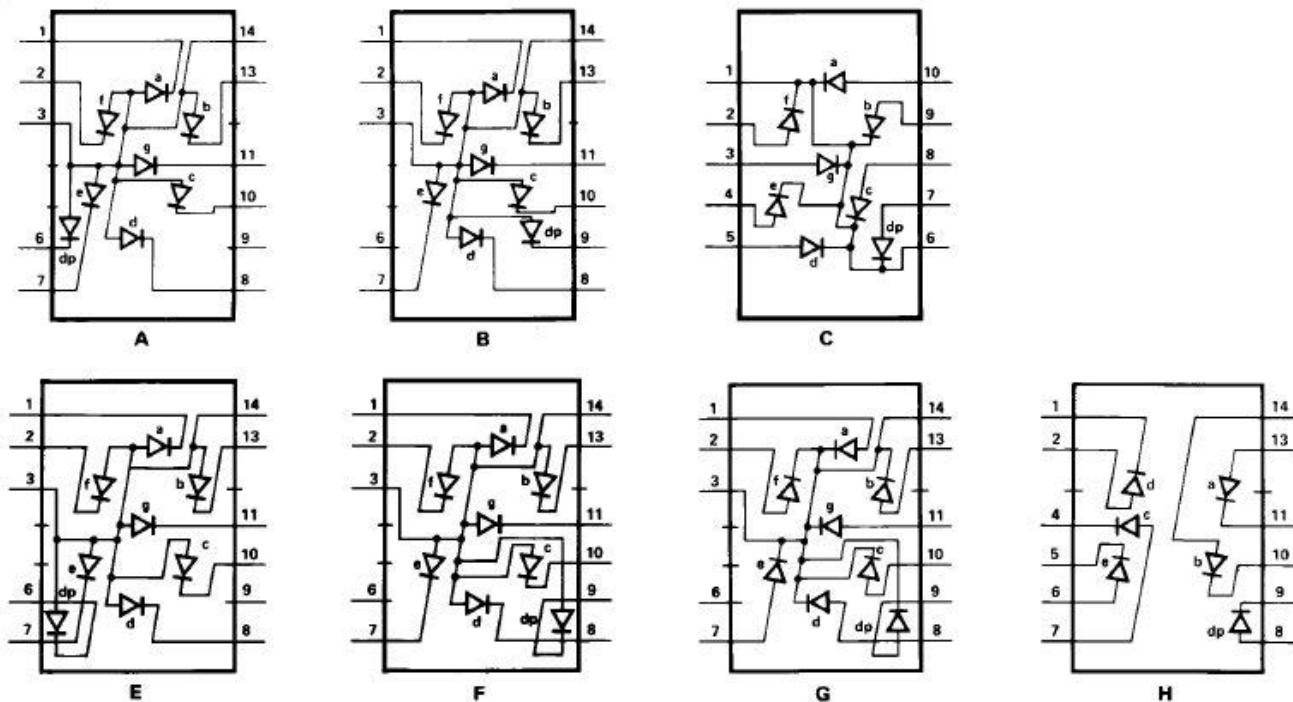 1 14
2 a 13
f b
3
g 11
e c 10
d
6 dp 9
7 8
A
1 14
2 a 13
f b
3
g 11
e c 10
dp
6 d 9
7 8
B
a
1 10
f b 9
2
3 8
g
e c 7
4
dp
5 d 6
C
1 14
2 a 13
f b
3
g 11
e c 10
6 dp 9
d
7 8
E
1 14
2 a 13
f b
3
g 11
e c 10
6 9
d dp
7 8
F
1 14
2 a 13
f b
3
g 11
e c 10
6 9
d dp
7 8
G
1 14
2 13
d a
4 c 11
5 e b 10
6 9
dp
7 8
H